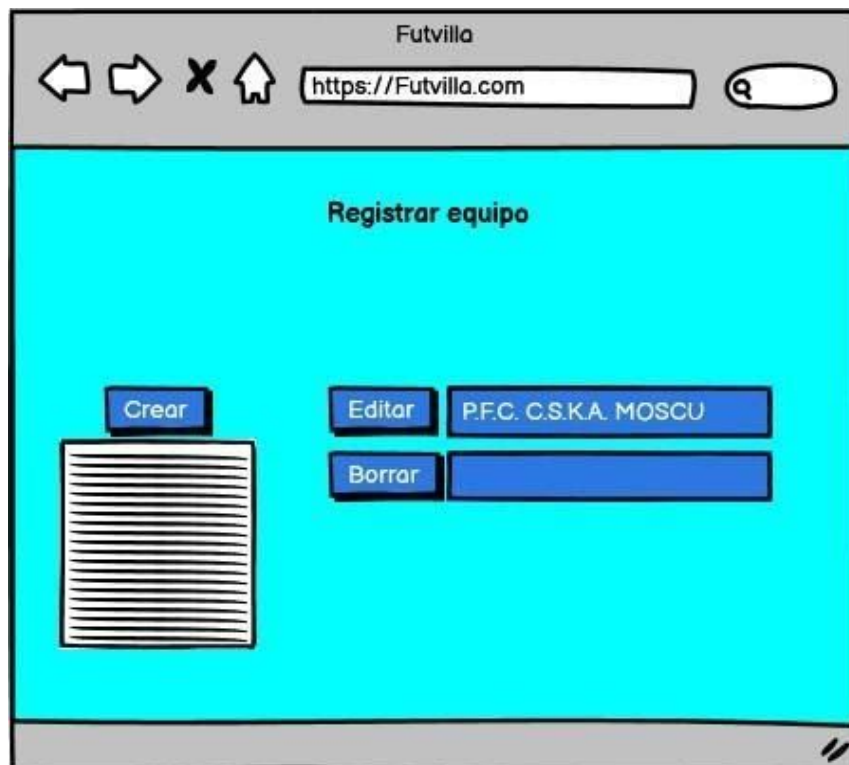 Futvilla
https://Futvilla.com
Registrar equipo
Crear
Editar
P.F.C. C.S.K.A. MOSCU
Borrar